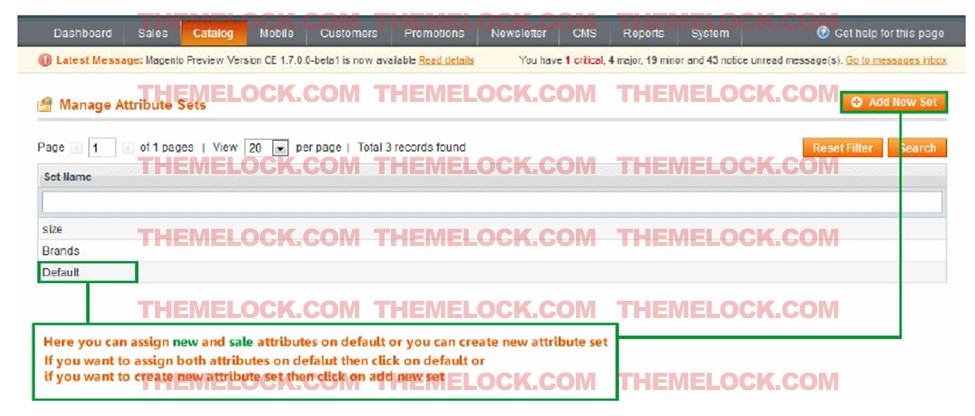 THEMELOCK.COM THEMELOCK.COM THEMELOCK.COM
Dashboard Sales Catalog Mobile Customers Promotions Newsletter CMS Reports System Get help for this page
Latest Message: Magento Preview Version CE 1.7.0.0-beta1 is now available Read details You have 1 critical, 4 major, 19 minor and 43 notice unread message(s). Go to messages inbox
THEMELOCK.COM THEMELOCK.COM THEMELOCK.COM
Manage Attribute Sets Add New Set
Page 1 of 1 pages | View 20 per page | Total 3 records found Reset Filter Search
THEMELOCK.COM THEMELOCK.COM THEMELOCK.COM
Set Name
size
THEMELOCK.COM THEMELOCK.COM THEMELOCK.COM
Brands
Default
THEMELOCK.COM THEMELOCK.COM THEMELOCK.COM
Here you can assign new and sale attributes on default or you can create new attribute set
If you want to assign both attributes on defalut then click on default or
if you want to create new attribute set then click on add new set
THEMELOCK.COM THEMELOCK.COM THEMELOCK.COM